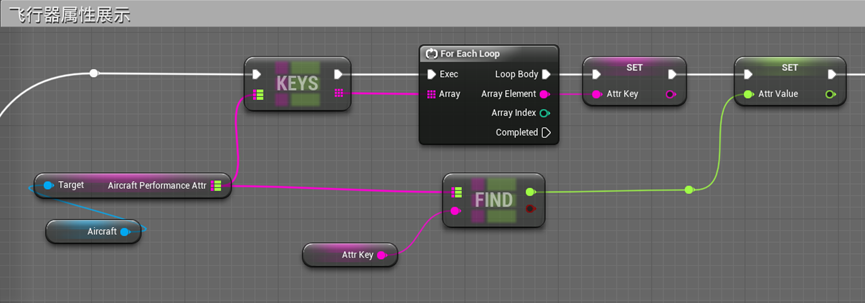 飞行器属性展示
KEYS
For Each Loop
Exec
Loop Body
Array
Array Element
Array Index
Completed
SET
Attr Key
SET
Attr Value
Target
Aircraft Performance Attr
Aircraft
FIND
Attr Key